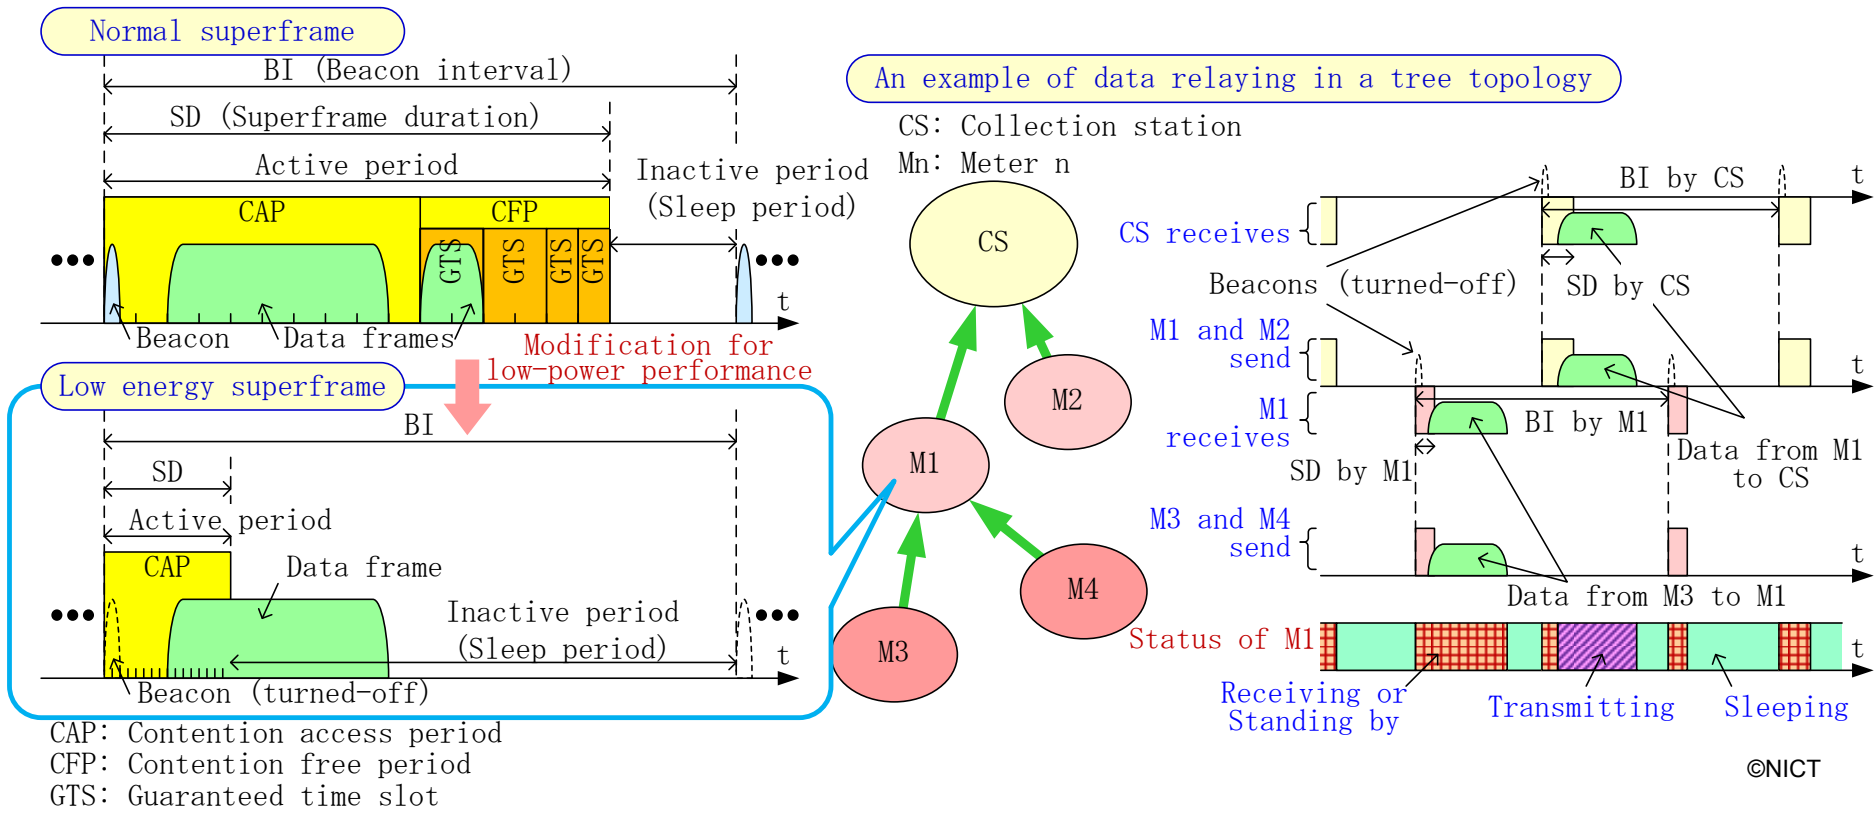 Normal superframe
BI (Beacon interval)
SD (Superframe duration)
Active period
Inactive period
(Sleep period)
CAP
CFP
GTS
GTS
GTS
GTS
•••
•••
t
Beacon
Data frames
Modification for
low-power performance
Low energy superframe
BI
SD
Active period
CAP
Data frame
Inactive period
(Sleep period)
•••
•••
t
Beacon (turned-off)
CAP: Contention access period
CFP: Contention free period
GTS: Guaranteed time slot
An example of data relaying in a tree topology
CS: Collection station
Mn: Meter n
CS
M2
M1
M4
M3
t
BI by CS
CS receives
Beacons (turned-off)
SD by CS
M1 and M2
send
t
M1
receives
BI by M1
SD by M1
Data from M1
to CS
M3 and M4
send
t
Data from M3 to M1
Status of M1
t
Receiving or
Standing by
Transmitting
Sleeping
©NICT